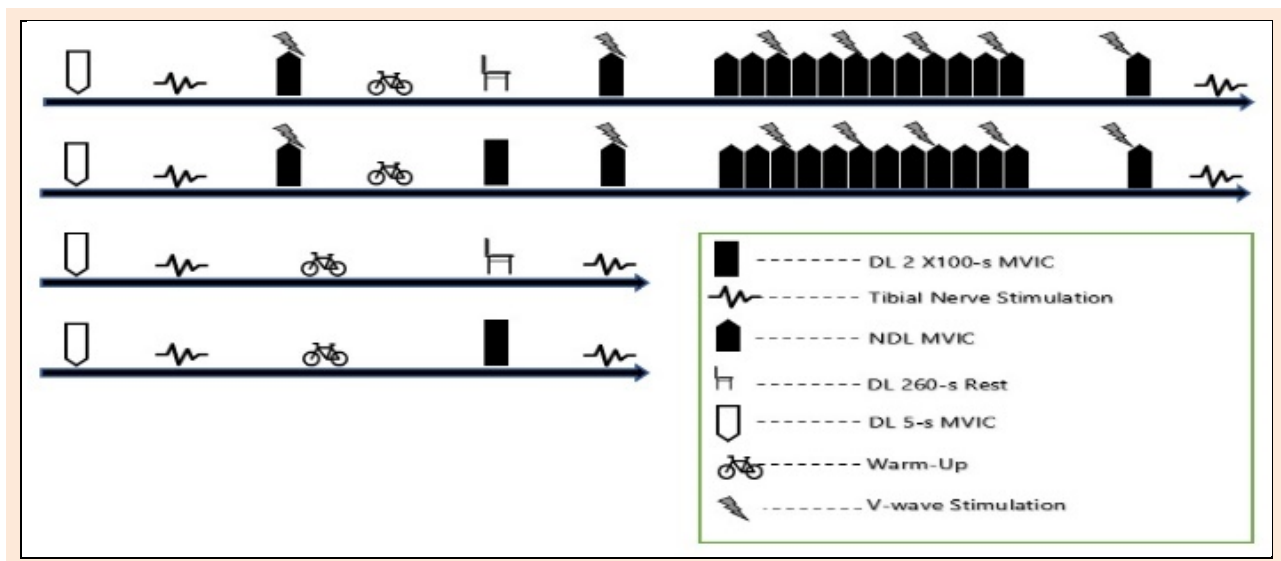 DL 2 X100-s MVIC
Tibial Nerve Stimulation
NDL MVIC
DL 260-s Rest
DL 5-s MVIC
Warm-Up
V-wave Stimulation